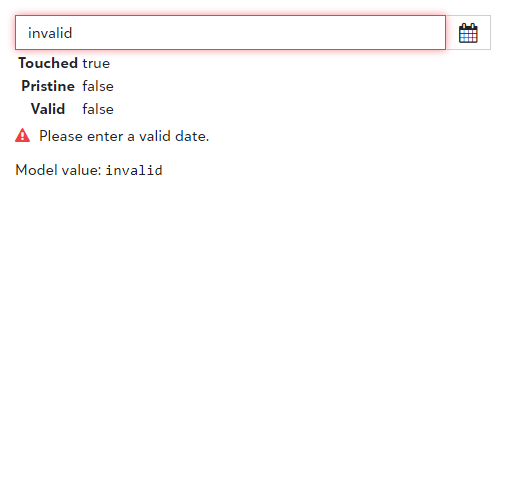 invalid
Touched true
Pristine false
Valid false
Please enter a valid date.
Model value: invalid